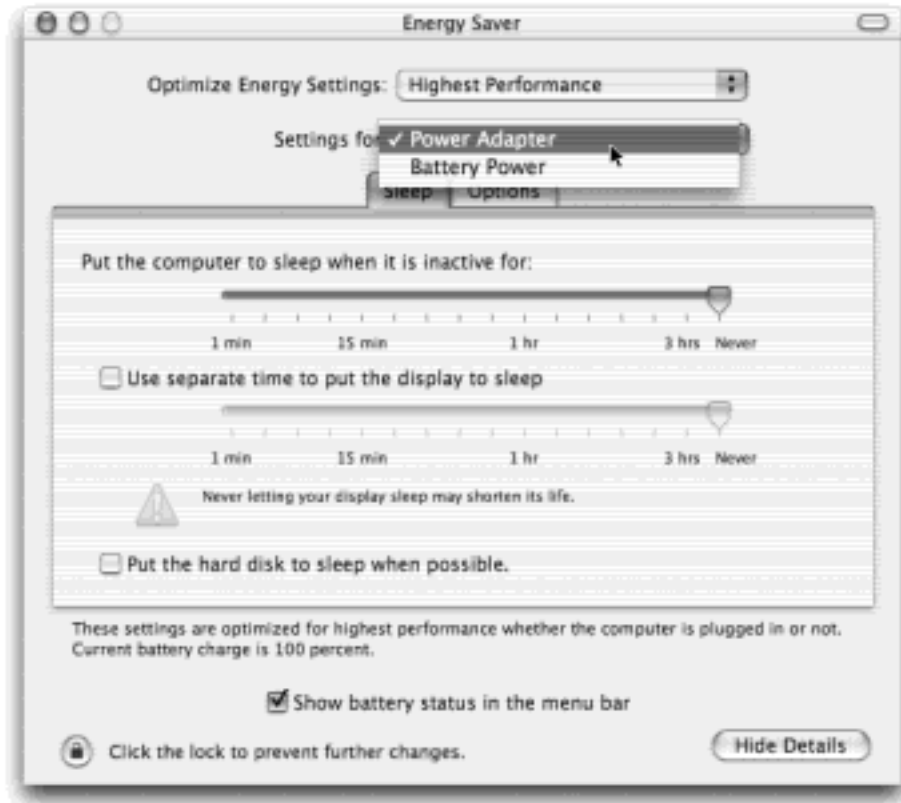 Energy Saver
Optimize Energy Settings: Highest Performance
Settings for ✓ Power Adapter
Battery Power
Sleep Options
Put the computer to sleep when it is inactive for:
1 min 15 min 1 hr 3 hrs Never
Use separate time to put the display to sleep
1 min 15 min 1 hr 3 hrs Never
Never letting your display sleep may shorten its life.
Put the hard disk to sleep when possible.
These settings are optimized for highest performance whether the computer is plugged in or not.
Current battery charge is 100 percent.
Show battery status in the menu bar
Click the lock to prevent further changes.
Hide Details